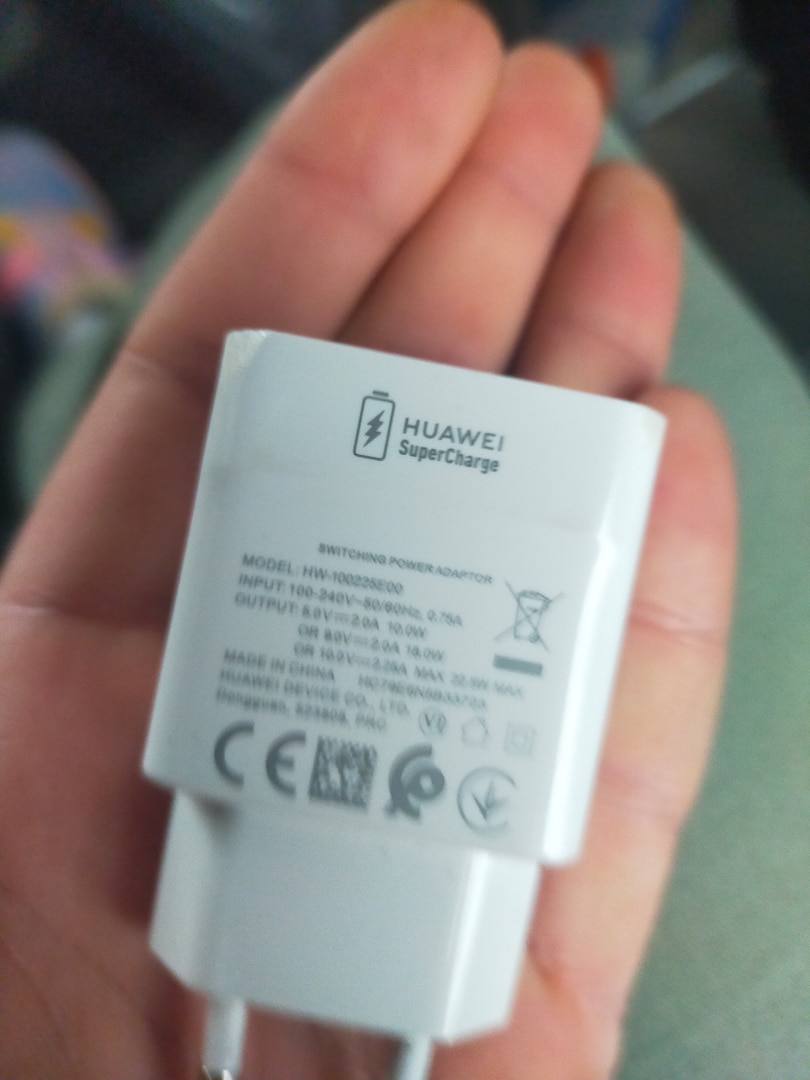 HUAWEI
SuperCharge
SWITCHING POWER ADAPTOR
MODEL: HW-100225E00
INPUT: 100-240V~50/60Hz, 0.75A
OUTPUT: 5.0V⎓2.0A 10.0W
OR 9.0V⎓2.0A 18.0W
OR 10.0V⎓2.25A MAX 22.5W MAX
MADE IN CHINA
HUAWEI DEVICE CO., LTD.
Dongguan, 523808, PRC
VI
CE